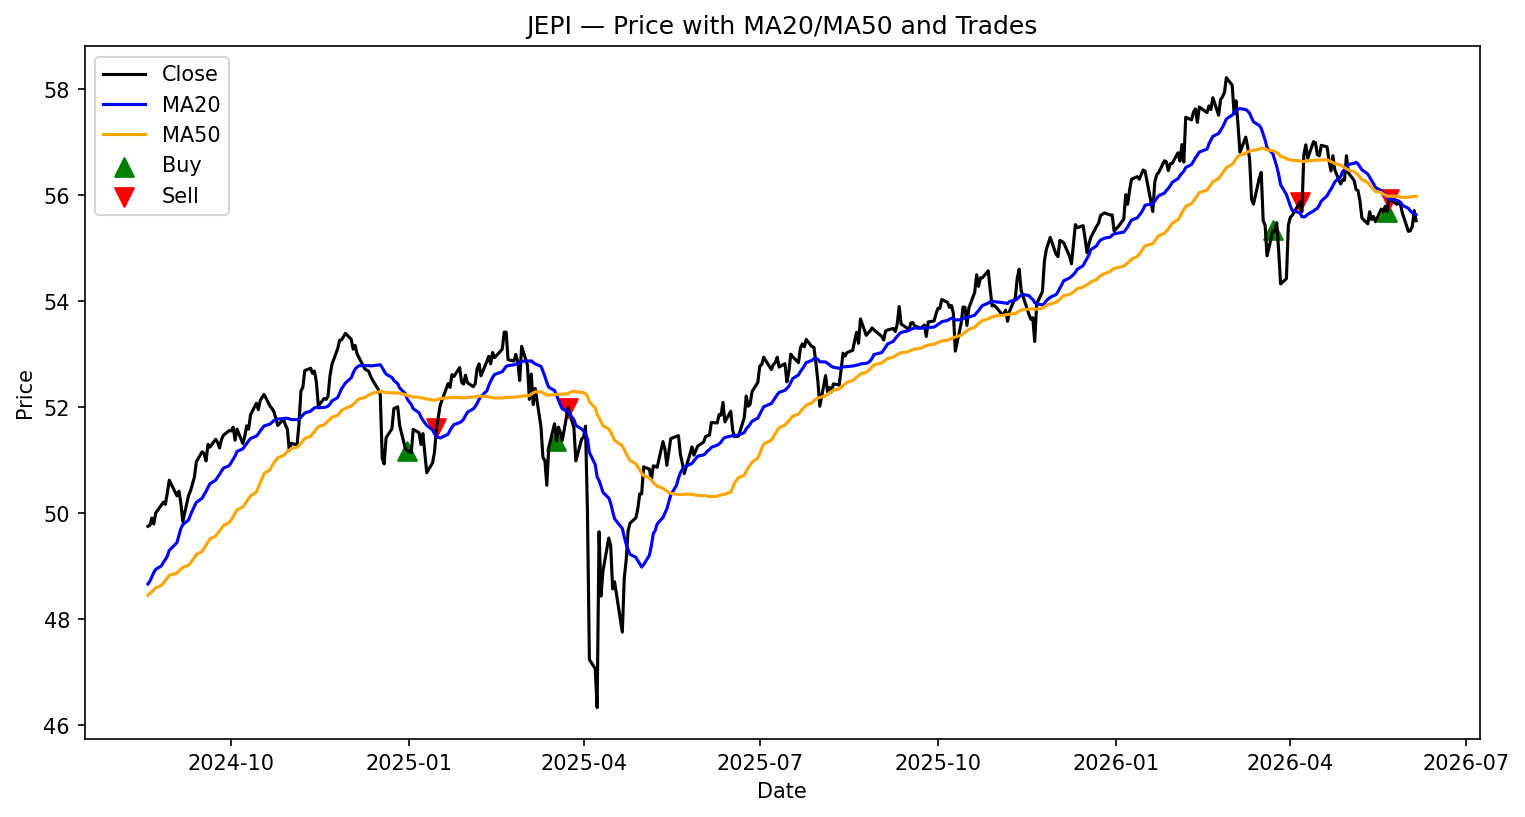 JEPI — Price with MA20/MA50 and Trades
Close
MA20
MA50
Buy
Sell
58
56
54
52
50
48
46
Price
2024-10
2025-01
2025-04
2025-07
2025-10
2026-01
2026-04
2026-07
Date